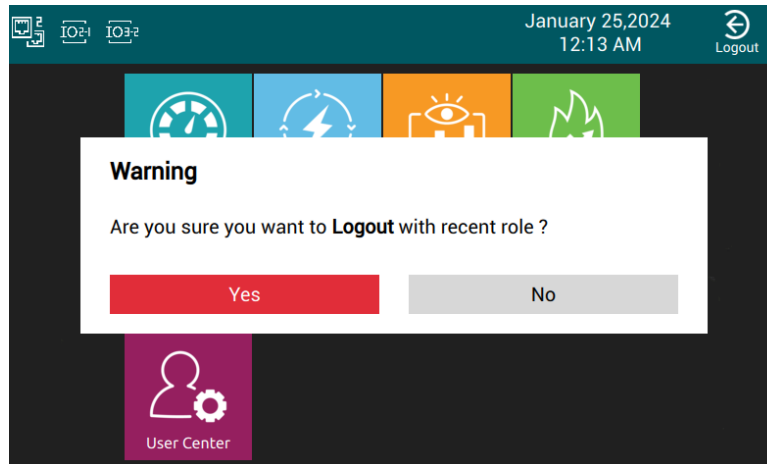 IO2-1
IO3-2
January 25,2024
12:13 AM
Logout
Warning
Are you sure you want to Logout with recent role ?
Yes
No
User Center